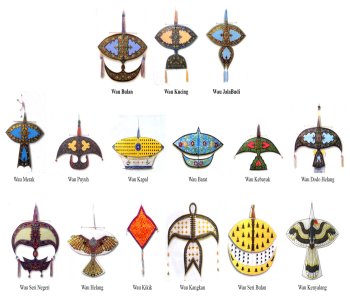 Wau Bulan
Wau Kucing
Wau JalaBudi
Wau Merak
Wau Puyuh
Wau Kapal
Wau Barat
Wau Kebayak
Wau Dodo Helang
Wau Seri Negeri
Wau Helang
Wau Kikik
Wau Kangkan
Wau Seri Bulan
Wau Kenyalang